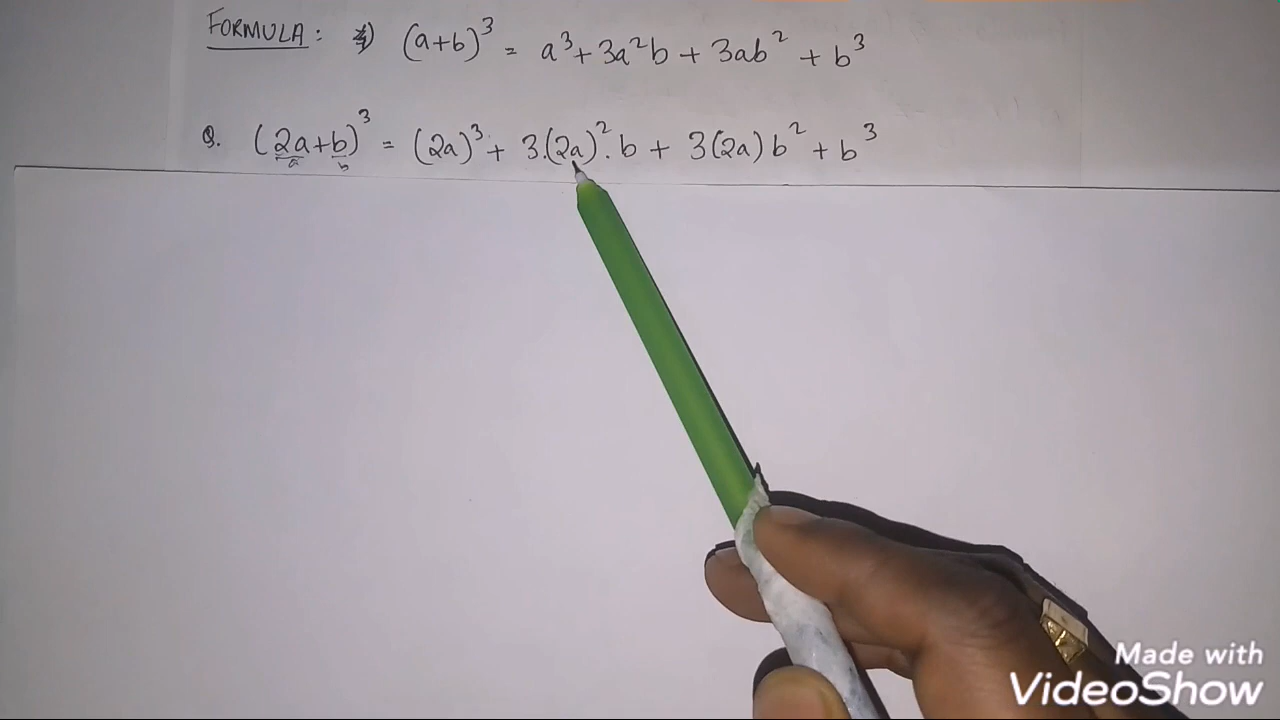 FORMULA : (a+b)³ = a³ + 3a²b + 3ab² + b³
Q. (2a+b)³ = (2a)³ + 3.(2a)².b + 3(2a)b² + b³
a b
Made with
VideoShow